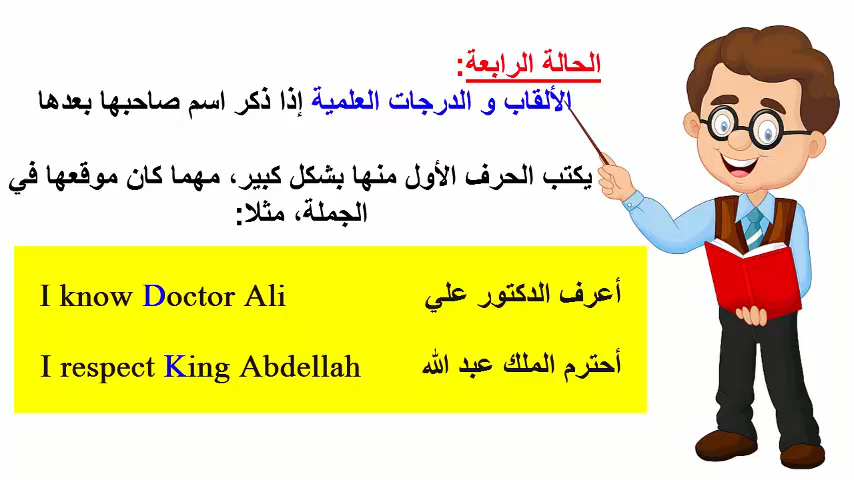 الحالة الرابعة:
الألقاب و الدرجات العلمية إذا ذكر اسم صاحبها بعدها
يكتب الحرف الأول منها بشكل كبير، مهما كان موقعها في
الجملة، مثلا:
I know Doctor Ali أعرف الدكتور علي
I respect King Abdellah أحترم الملك عبد الله